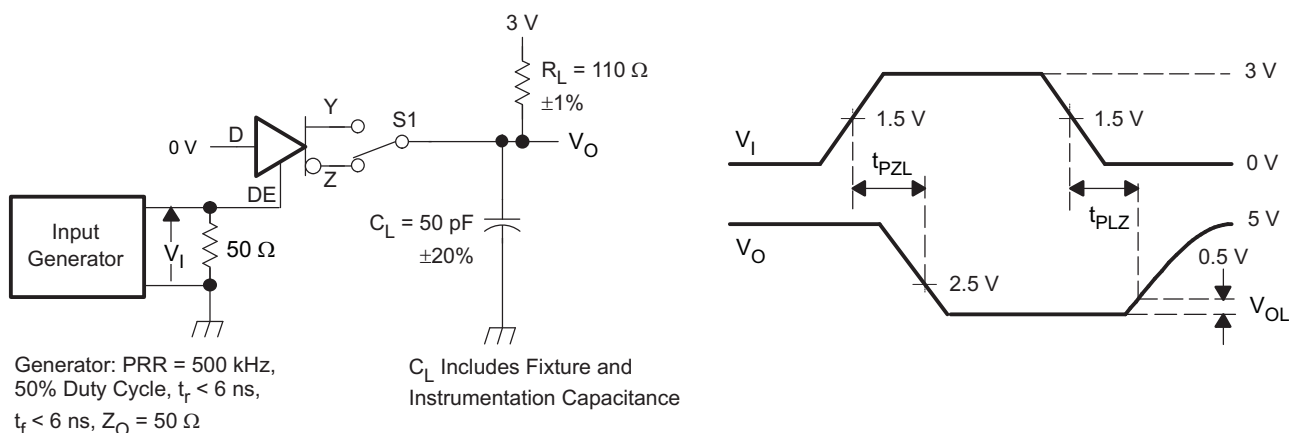 3 V
R_L = 110 Ω
±1%
Y
S1
D
0 V
V_O
Z
DE
Input
Generator
V_I
50 Ω
C_L = 50 pF
±20%
Generator: PRR = 500 kHz,
50% Duty Cycle, t_r < 6 ns,
t_f < 6 ns, Z_O = 50 Ω
C_L Includes Fixture and
Instrumentation Capacitance
3 V
1.5 V
1.5 V
V_I
0 V
t_PZL
t_PLZ
5 V
V_O
0.5 V
2.5 V
V_OL